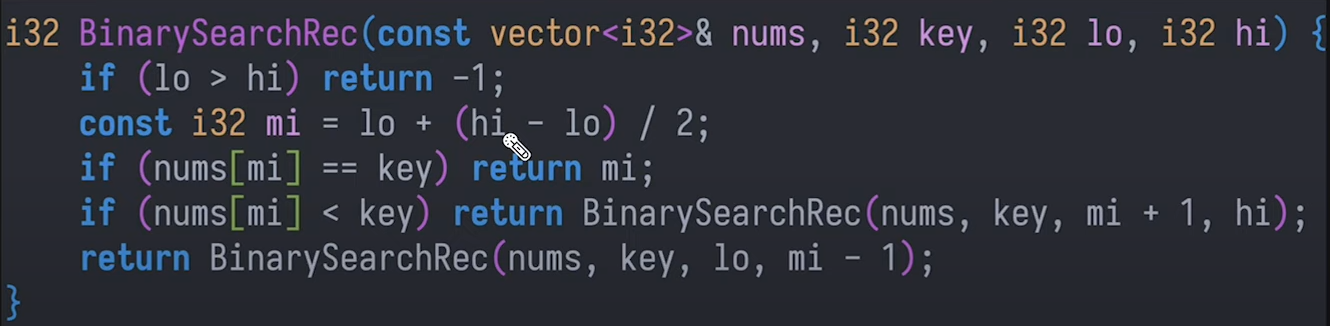 i32 BinarySearchRec(const vector<i32>& nums, i32 key, i32 lo, i32 hi) {
    if (lo > hi) return -1;
    const i32 mi = lo + (hi - lo) / 2;
    if (nums[mi] == key) return mi;
    if (nums[mi] < key) return BinarySearchRec(nums, key, mi + 1, hi);
    return BinarySearchRec(nums, key, lo, mi - 1);
}